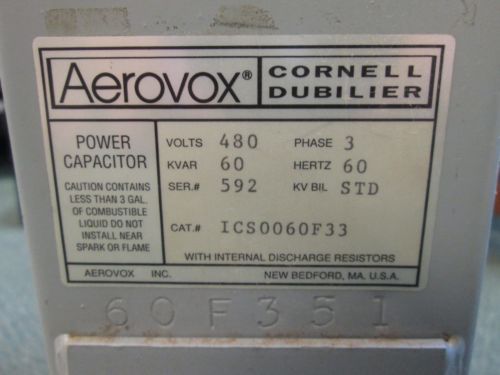 Aerovox® CORNELL DUBILIER
POWER CAPACITOR
CAUTION CONTAINS
LESS THAN 3 GAL.
OF COMBUSTIBLE
LIQUID DO NOT
INSTALL NEAR
SPARK OR FLAME
VOLTS 480 PHASE 3
KVAR 60 HERTZ 60
SER.# 592 KV BIL STD
CAT.# ICS0060F33
WITH INTERNAL DISCHARGE RESISTORS
AEROVOX INC. NEW BEDFORD, MA. U.S.A.
60F351